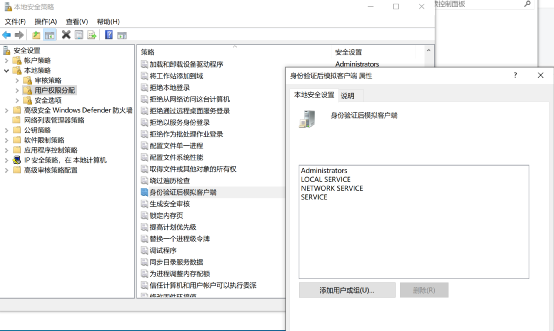 本地安全策略
控制面板
文件(F) 操作(A) 查看(V) 帮助(H)
安全设置
帐户策略
本地策略
审核策略
用户权限分配
安全选项
高级安全 Windows Defender 防火墙
网络列表管理器策略
公钥策略
软件限制策略
应用程序控制策略
IP 安全策略，在 本地计算机
高级审核策略配置
策略 安全设置
加载和卸载设备驱动程序 Administrators
将工作站添加到域
拒绝本地登录
拒绝从网络访问这台计算机
拒绝通过远程桌面服务登录
拒绝以服务身份登录
拒绝作为批处理作业登录
配置文件单一进程
配置文件系统性能
取得文件或其他对象的所有权
绕过遍历检查
身份验证后模拟客户端
生成安全审核
锁定内存页
提高计划优先级
替换一个进程级令牌
调试程序
同步目录服务数据
为进程调整内存配额
信任计算机和用户帐户可以执行委派
修改固件环境值
身份验证后模拟客户端 属性
本地安全设置 说明
身份验证后模拟客户端
Administrators
LOCAL SERVICE
NETWORK SERVICE
SERVICE
添加用户或组(U)... 删除(R)